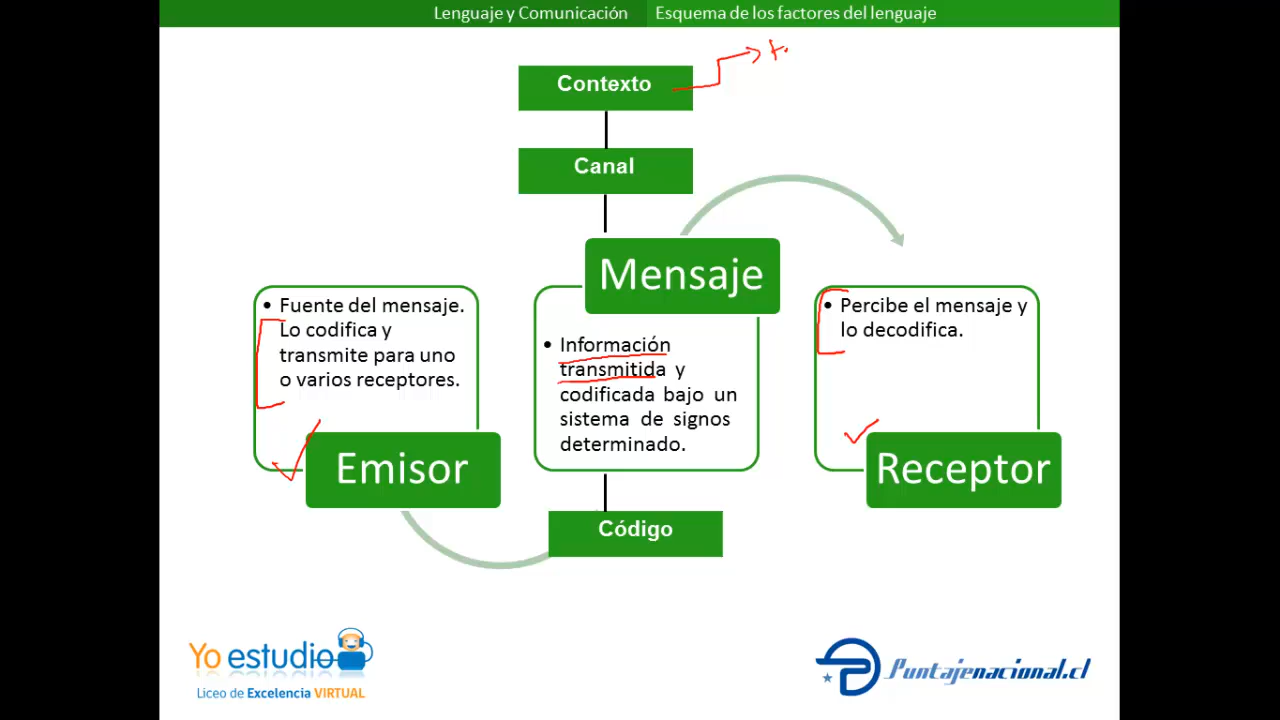 Lenguaje y Comunicación Esquema de los factores del lenguaje
Contexto
Canal
Mensaje
• Fuente del mensaje.
Lo codifica y
transmite para uno
o varios receptores.
Emisor
• Información
transmitida y
codificada bajo un
sistema de signos
determinado.
• Percibe el mensaje y
lo decodifica.
Receptor
Código
Yo estudio
Liceo de Excelencia VIRTUAL
Puntajenacional.cl